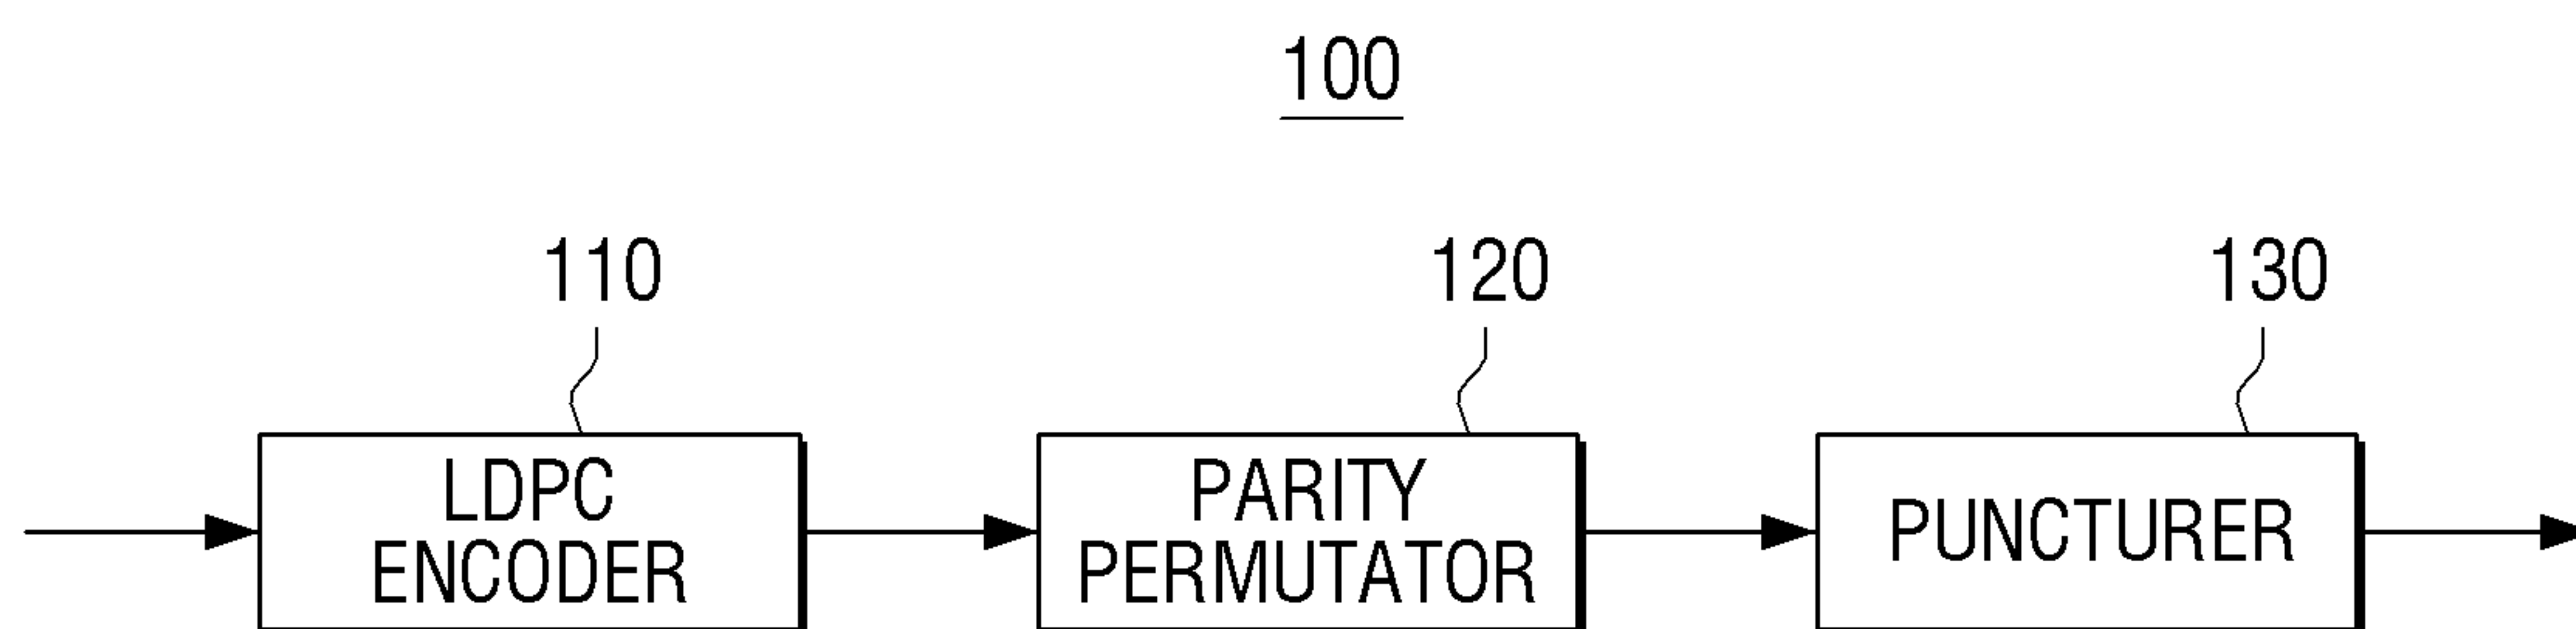 100
110
120
130
LDPC
ENCODER
PARITY
PERMUTATOR
PUNCTURER